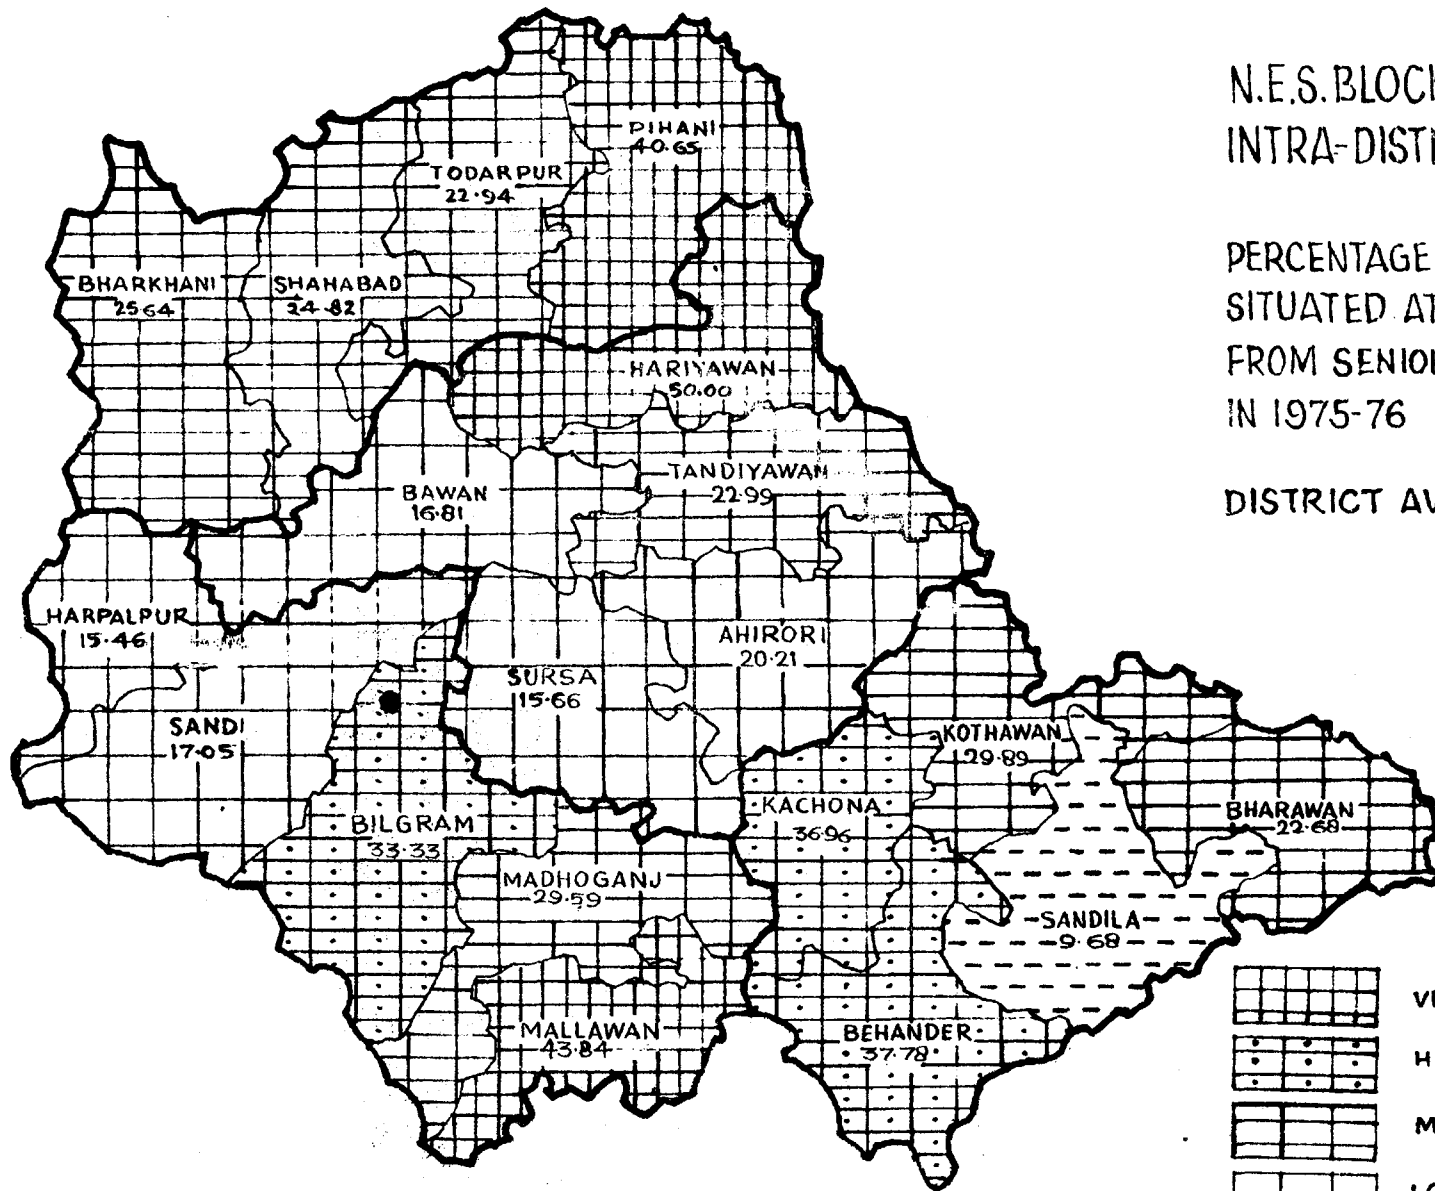 N.E.S. BLOC
INTRA-DIST
PERCENTAGE
SITUATED AT
FROM SENIO
IN 1975-76
DISTRICT AV
PIHANI
40.65
TODARPUR
22.94
BHARKHANI
25.64
SHAHABAD
24.82
HARIYAWAN
50.00
TANDIYAWAN
22.99
BAWAN
16.81
HARPALPUR
15.46
AHIRORI
20.21
SURSA
15.66
SANDI
17.05
KOTHAWAN
29.89
KACHONA
36.96
BHARAWAN
22.68
BILGRAM
33.33
MADHOGANJ
29.59
SANDILA
9.68
MALLAWAN
43.84
BEHANDER
37.78
V
H
M